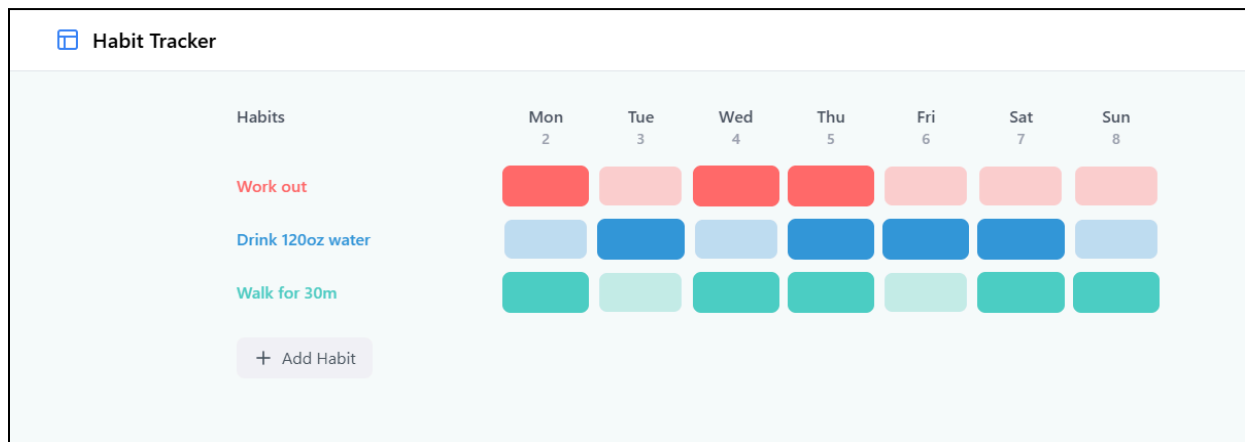 Habit Tracker
Habits Mon Tue Wed Thu Fri Sat Sun
2 3 4 5 6 7 8
Work out
Drink 120oz water
Walk for 30m
+ Add Habit